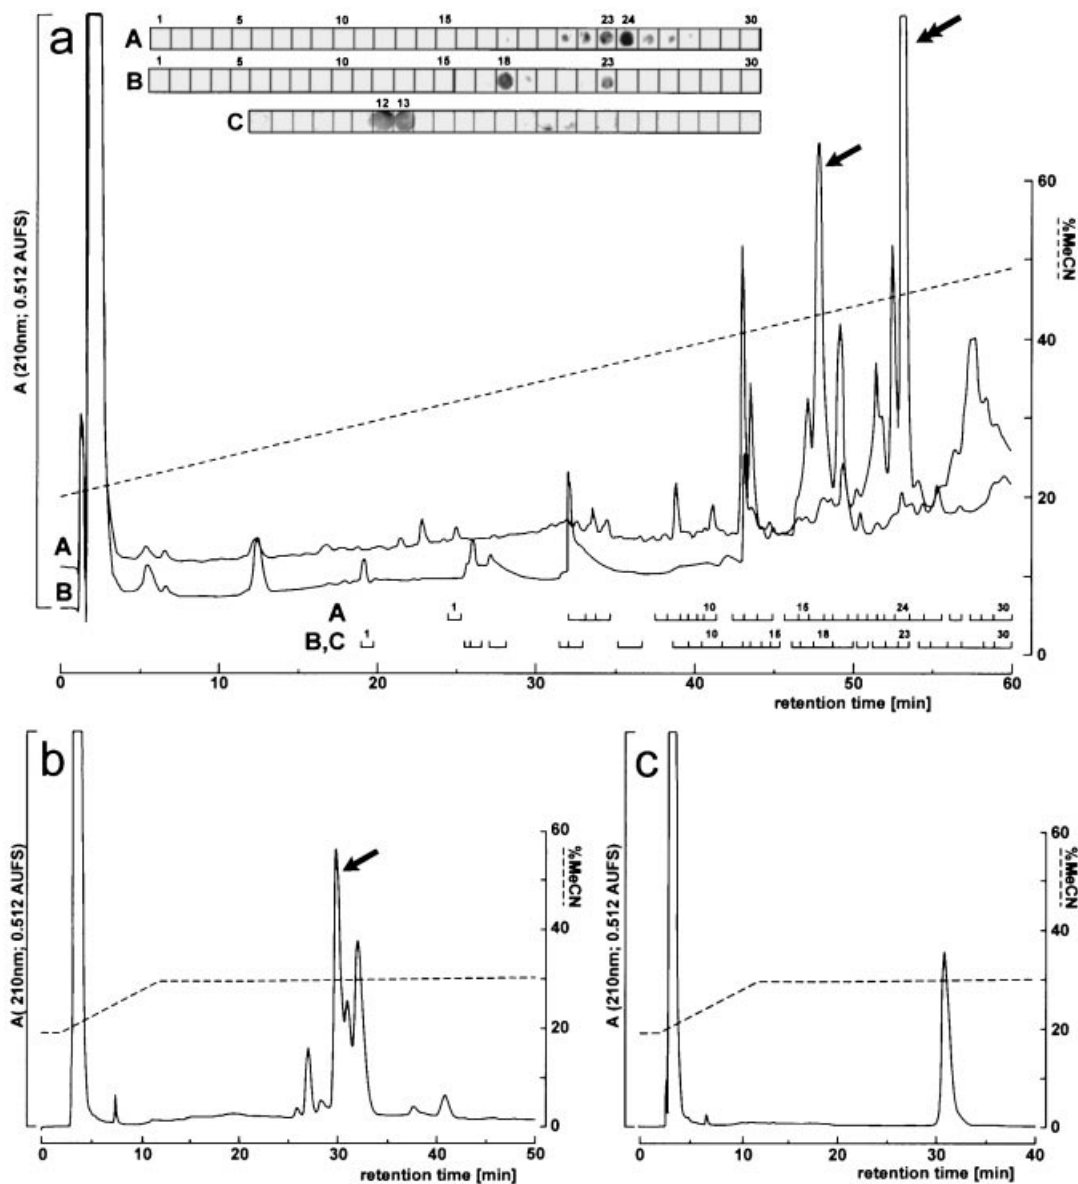 a
1 5 10 15 23 24 30
A
1 5 10 15 18 23 30
B
12 13
C
A (210nm; 0.512 AUFS)
60
40
20
0
%MeCN
A
B
A 1 10 15 24 30
B,C 1 10 15 18 23 30
0 10 20 30 40 50 60
retention time [min]
b
A( 210nm; 0.512 AUFS)
60
40
20
0
%MeCN
0 10 20 30 40 50
retention time [min]
c
A (210nm; 0.512 AUFS)
60
40
20
0
%MeCN
0 10 20 30 40
retention time [min]